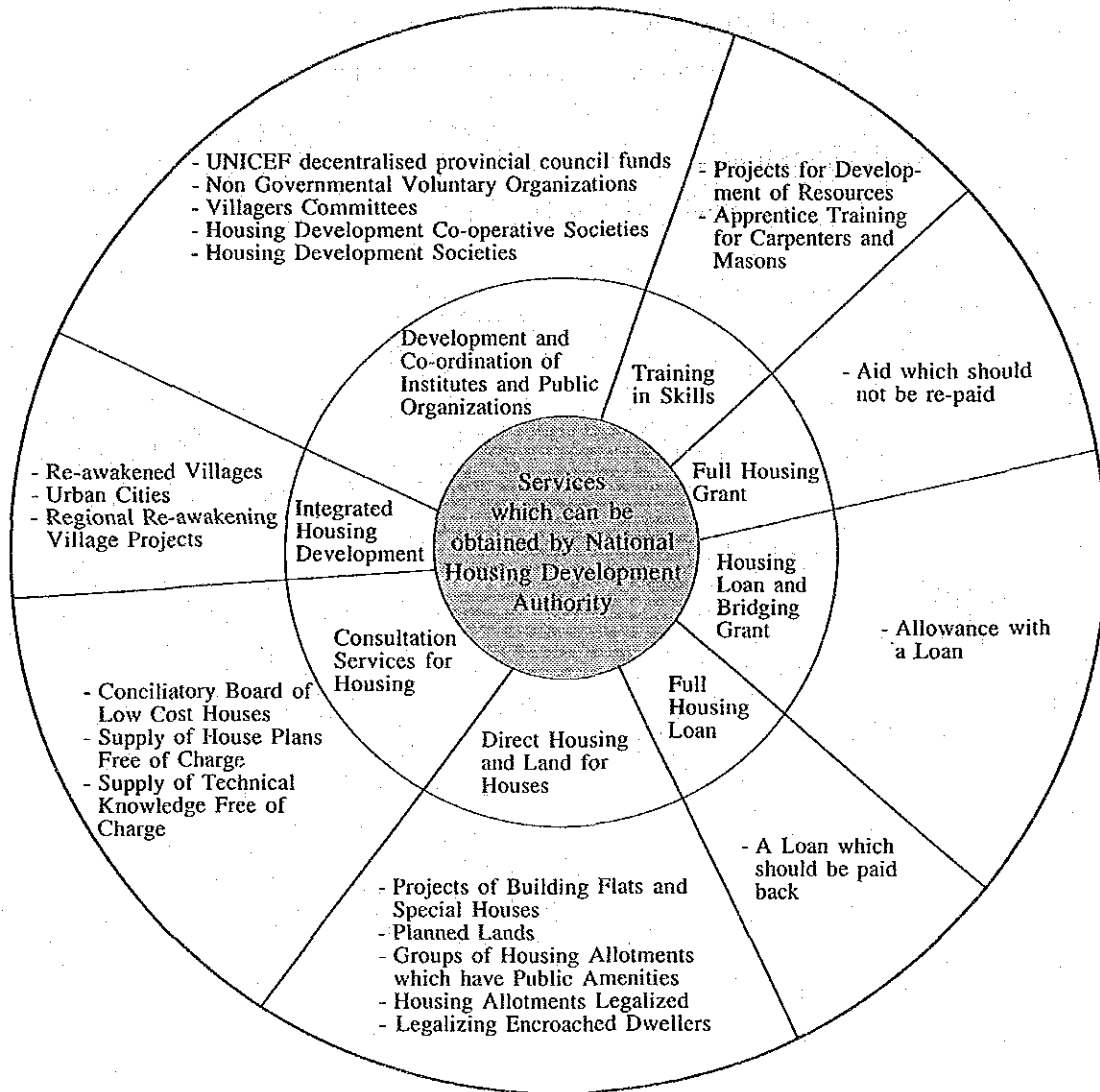 - UNICEF decentralised provincial council funds
- Non Governmental Voluntary Organizations
- Villagers Committees
- Housing Development Co-operative Societies
- Housing Development Societies
- Projects for Develop-
ment of Resources
- Apprentice Training
for Carpenters and
Masons
Development and
Co-ordination of
Institutes and Public
Organizations
Training
in Skills
- Aid which should
not be re-paid
Full Housing
Grant
- Re-awakened Villages
- Urban Cities
- Regional Re-awakening
Village Projects
Integrated
Housing
Development
Services
which can be
obtained by National
Housing Development
Authority
Housing
Loan and
Bridging
Grant
- Allowance with
a Loan
Consultation
Services for
Housing
Full
Housing
Loan
Direct Housing
and Land for
Houses
- Conciliatory Board of
Low Cost Houses
- Supply of House Plans
Free of Charge
- Supply of Technical
Knowledge Free of
Charge
- A Loan which
should be paid
back
- Projects of Building Flats and
Special Houses
- Planned Lands
- Groups of Housing Allotments
which have Public Amenities
- Housing Allotments Legalized
- Legalizing Encroached Dwellers